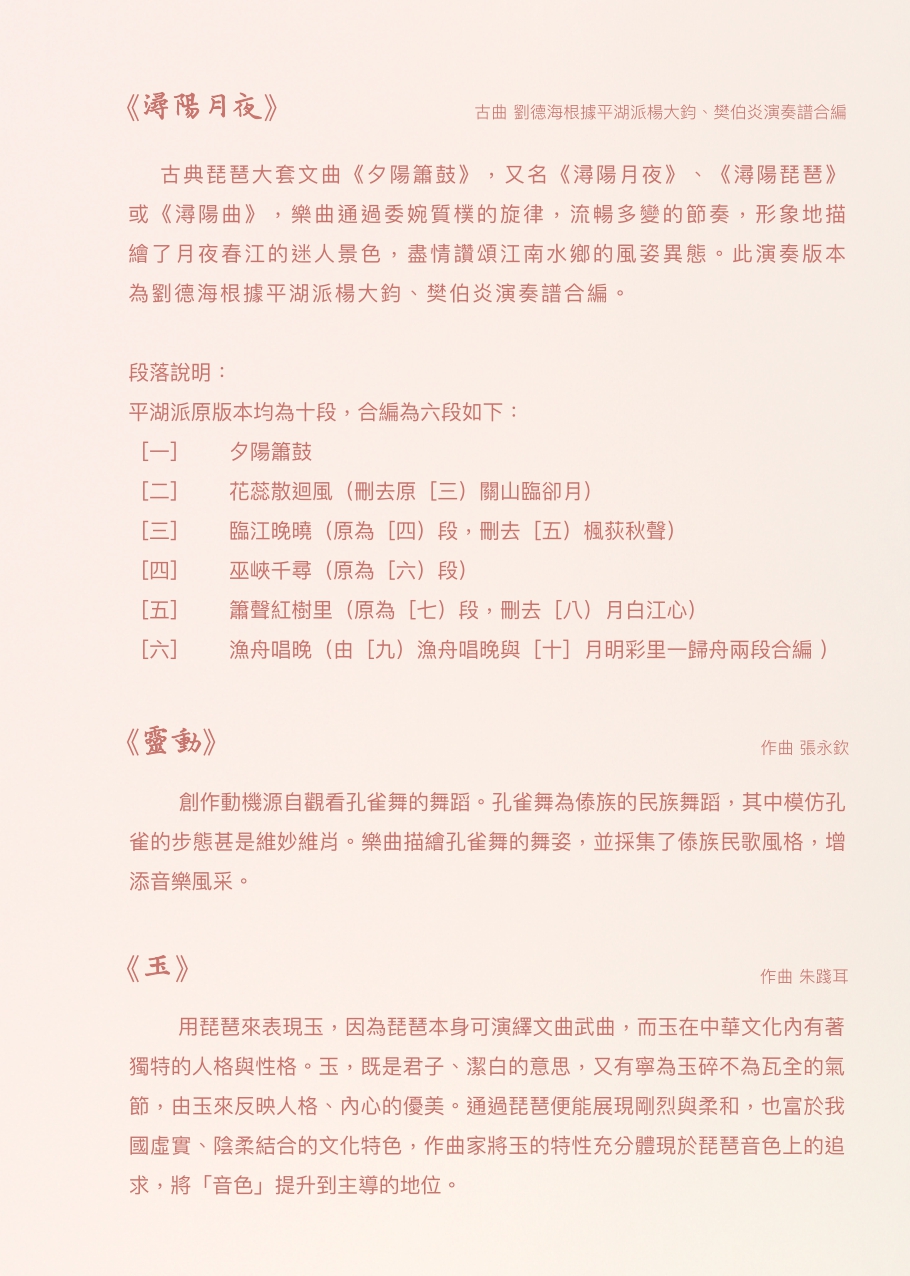 《潯陽月夜》 古曲 劉德海根據平湖派楊大鈞、樊伯炎演奏譜合編
古典琵琶大套文曲《夕陽簫鼓》，又名《潯陽月夜》、《潯陽琵琶》
或《潯陽曲》，樂曲通過委婉質樸的旋律，流暢多變的節奏，形象地描
繪了月夜春江的迷人景色，盡情讚頌江南水鄉的風姿異態。此演奏版本
為劉德海根據平湖派楊大鈞、樊伯炎演奏譜合編。
段落說明：
平湖派原版本均為十段，合編為六段如下：
［一］ 夕陽簫鼓
［二］ 花蕊散迴風（刪去原［三）關山臨卻月）
［三］ 臨江晚曉（原為［四）段，刪去［五）楓荻秋聲）
［四］ 巫峽千尋（原為［六）段）
［五］ 簫聲紅樹里（原為［七）段，刪去［八）月白江心）
［六］ 漁舟唱晚（由［九）漁舟唱晚與［十］月明彩里一歸舟兩段合編 ）
《靈動》 作曲 張永欽
創作動機源自觀看孔雀舞的舞蹈。孔雀舞為傣族的民族舞蹈，其中模仿孔
雀的步態甚是維妙維肖。樂曲描繪孔雀舞的舞姿，並採集了傣族民歌風格，增
添音樂風采。
《玉》 作曲 朱踐耳
用琵琶來表現玉，因為琵琶本身可演繹文曲武曲，而玉在中華文化內有著
獨特的人格與性格。玉，既是君子、潔白的意思，又有寧為玉碎不為瓦全的氣
節，由玉來反映人格、內心的優美。通過琵琶便能展現剛烈與柔和，也富於我
國虛實、陰柔結合的文化特色，作曲家將玉的特性充分體現於琵琶音色上的追
求，將「音色」提升到主導的地位。